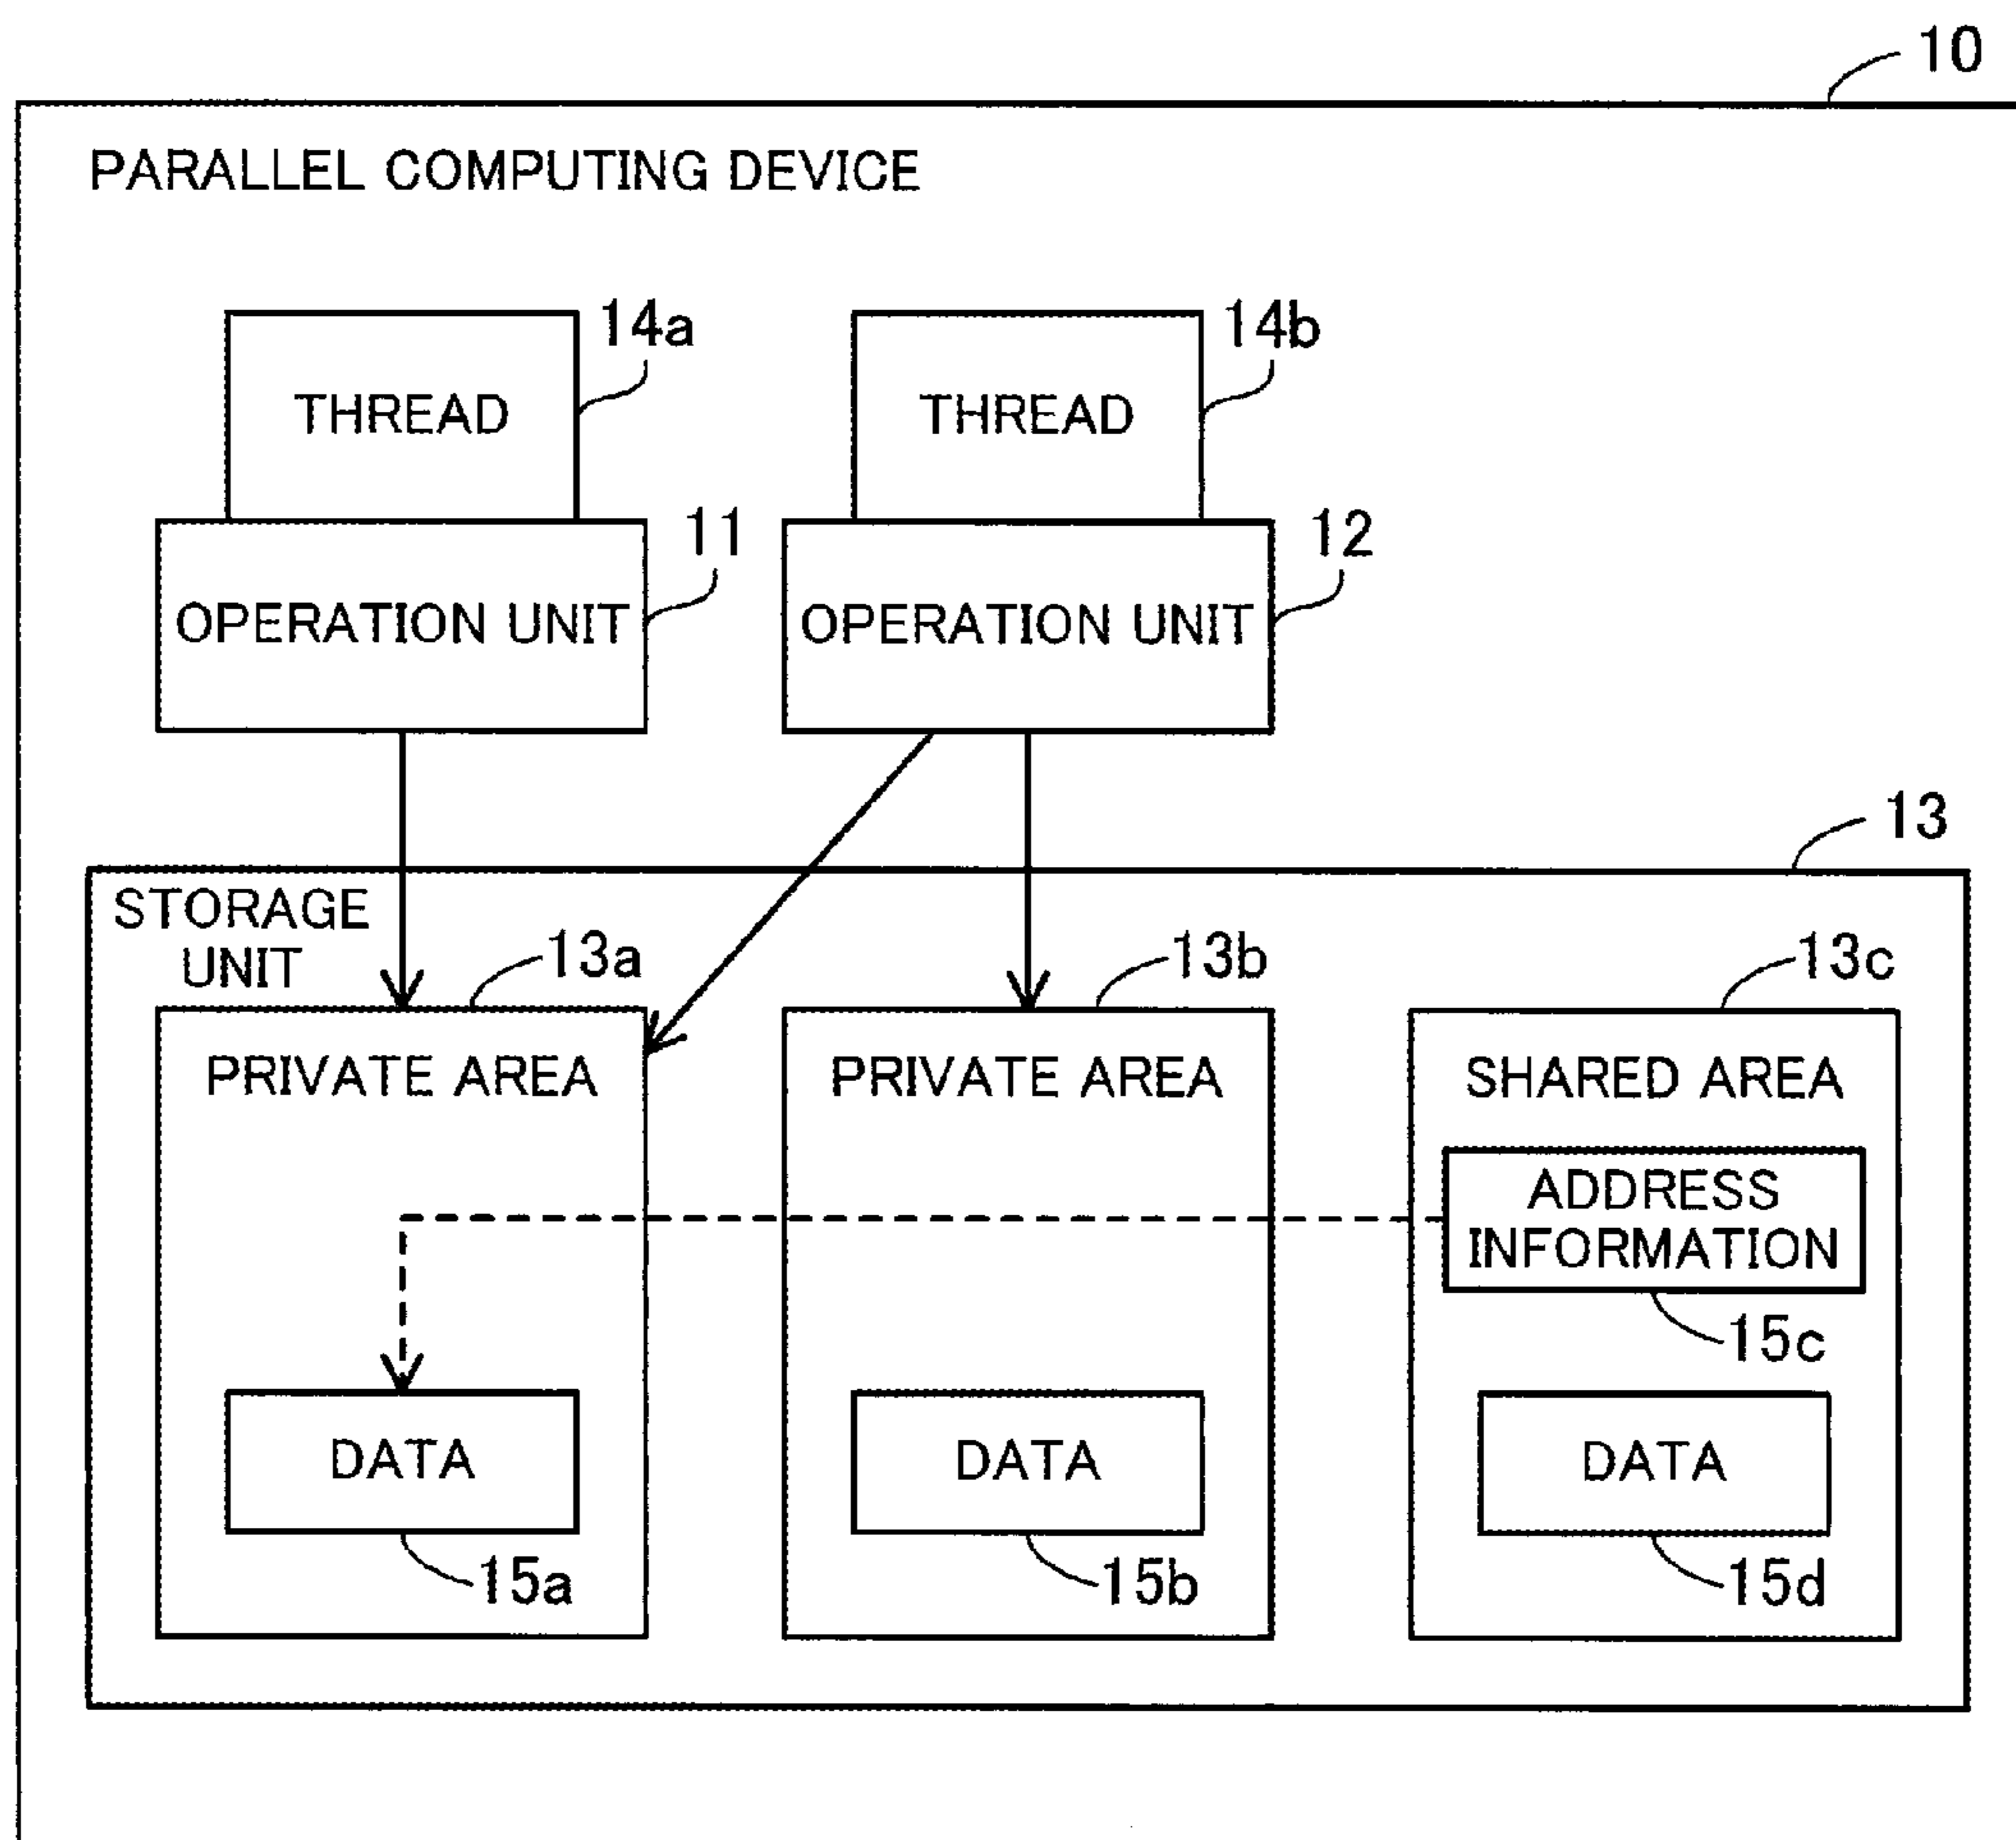 10
PARALLEL COMPUTING DEVICE
14a
14b
THREAD
THREAD
11
12
OPERATION UNIT
OPERATION UNIT
13
STORAGE
UNIT
13a
13b
13c
PRIVATE AREA
PRIVATE AREA
SHARED AREA
ADDRESS
INFORMATION
15c
DATA
DATA
DATA
15a
15b
15d